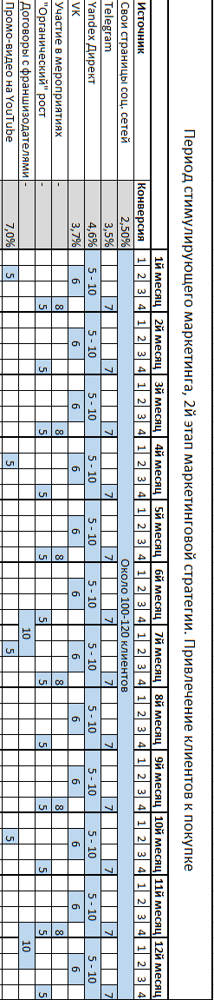 Период стимулирующего маркетинга, 2й этап маркетинговой стратегии. Привлечение клиентов к покупке
Источник Конверсия 1й месяц 2й месяц 3й месяц 4й месяц 5й месяц 6й месяц 7й месяц 8й месяц 9й месяц 10й месяц 11й месяц 12й месяц
1 2 3 4 1 2 3 4 1 2 3 4 1 2 3 4 1 2 3 4 1 2 3 4 1 2 3 4 1 2 3 4 1 2 3 4 1 2 3 4 1 2 3 4 1 2 3 4
Свои страницы соц. сетей 2,50% Около 100-120 клиентов
Telegram 3,5% 7 7 7 7 7 7 7 7 7 7 7 7
Yandex Директ 4,6% 5 - 10 5 - 10 5 - 10 5 - 10 5 - 10 5 - 10 5 - 10 5 - 10 5 - 10 5 - 10 5 - 10 5 - 10
VK 3,7% 6 6 6 6 6 6 6 6 6 6 6 6
Участие в мероприятиях - 8 8 8 8 8 8
"Органический" рост - 5 5 5 5 5 5 5 5 5 5 5 5
Договоры с франшизодателями - 10 10
Промо-видео на YouTube 7,0% 5 5 5 5